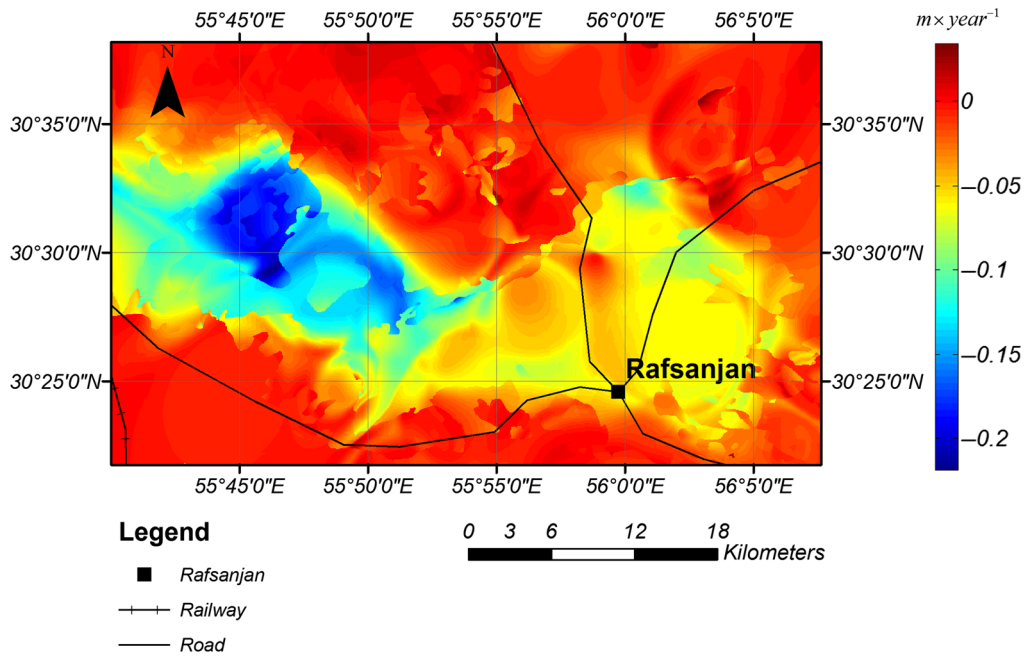 55°45'0"E 55°50'0"E 55°55'0"E 56°0'0"E 56°5'0"E
m× year⁻¹
N
30°35'0"N 30°35'0"N
30°30'0"N 30°30'0"N
30°25'0"N 30°25'0"N
Rafsanjan
0
−0.05
−0.1
−0.15
−0.2
55°45'0"E 55°50'0"E 55°55'0"E 56°0'0"E 56°5'0"E
Legend
Rafsanjan
Railway
Road
0 3 6 12 18
Kilometers